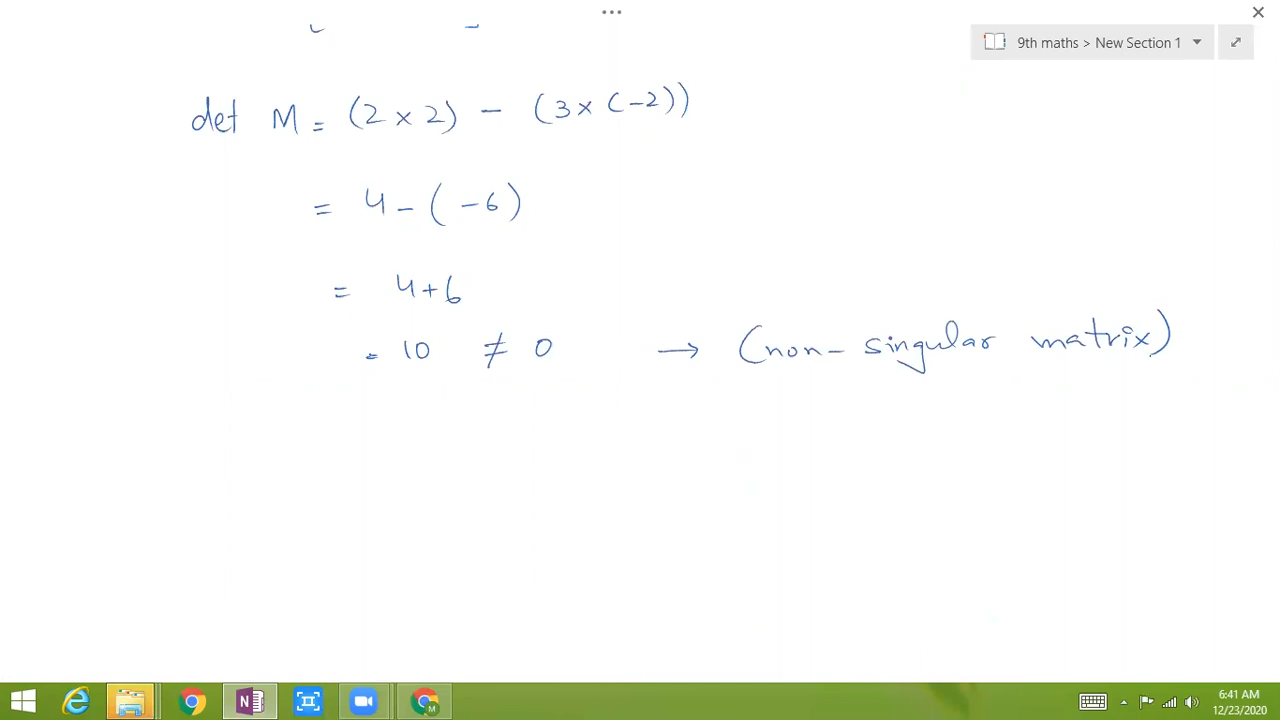 9th maths > New Section 1
det M = (2 × 2) - (3 × (-2))
= 4 - (-6)
= 4 + 6
= 10 ≠ 0 → (non-singular matrix)
6:41 AM
12/23/2020